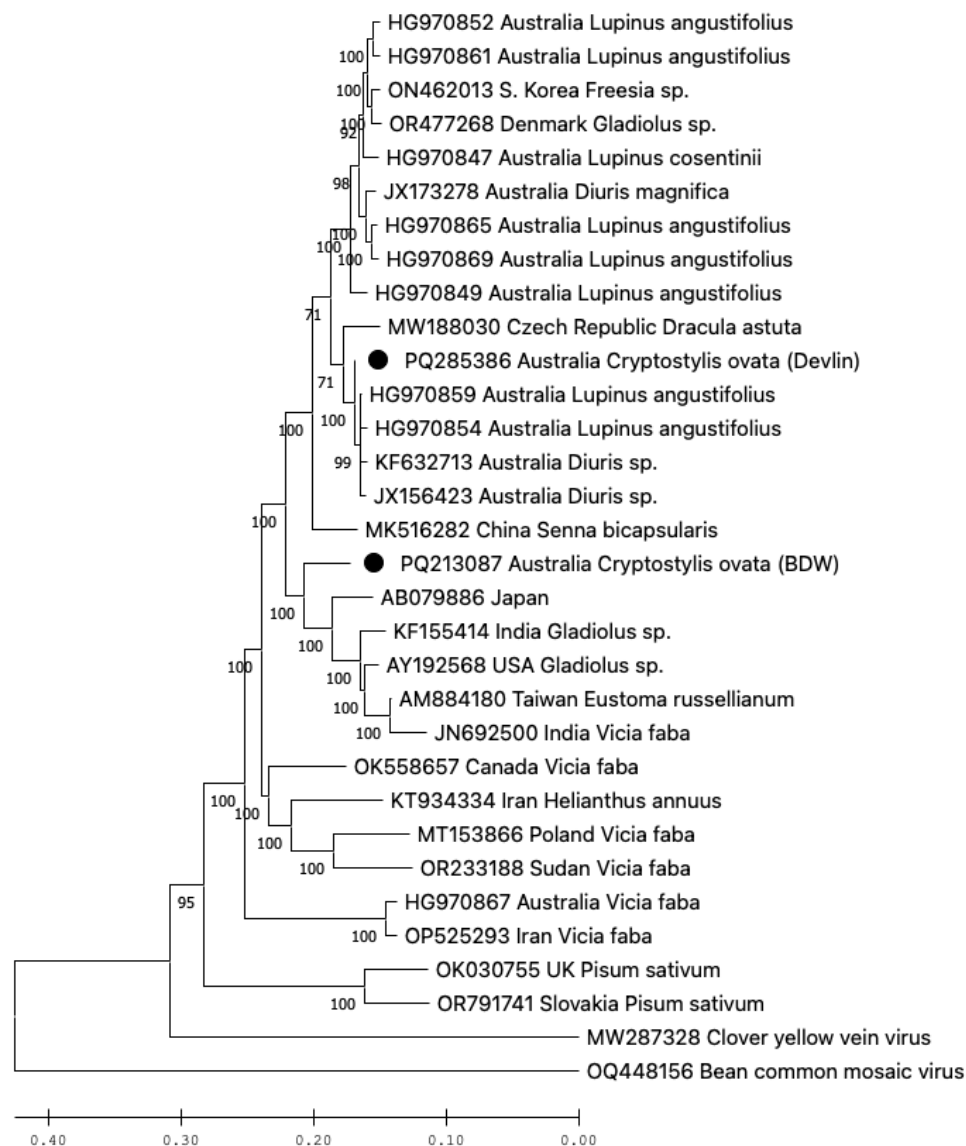 HG970852 Australia Lupinus angustifolius
HG970861 Australia Lupinus angustifolius
100
ON462013 S. Korea Freesia sp.
100
OR477268 Denmark Gladiolus sp.
100
92
HG970847 Australia Lupinus cosentinii
98
JX173278 Australia Diuris magnifica
HG970865 Australia Lupinus angustifolius
100
100
HG970869 Australia Lupinus angustifolius
100
HG970849 Australia Lupinus angustifolius
71
MW188030 Czech Republic Dracula astuta
PQ285386 Australia Cryptostylis ovata (Devlin)
71
HG970859 Australia Lupinus angustifolius
100
HG970854 Australia Lupinus angustifolius
100
KF632713 Australia Diuris sp.
99
JX156423 Australia Diuris sp.
100
MK516282 China Senna bicapsularis
PQ213087 Australia Cryptostylis ovata (BDW)
AB079886 Japan
100
KF155414 India Gladiolus sp.
100
AY192568 USA Gladiolus sp.
100
100
AM884180 Taiwan Eustoma russellianum
100
JN692500 India Vicia faba
100
OK558657 Canada Vicia faba
KT934334 Iran Helianthus annuus
100
100
MT153866 Poland Vicia faba
100
OR233188 Sudan Vicia faba
100
HG970867 Australia Vicia faba
95
OP525293 Iran Vicia faba
100
OK030755 UK Pisum sativum
OR791741 Slovakia Pisum sativum
100
MW287328 Clover yellow vein virus
OQ448156 Bean common mosaic virus
0.40 0.30 0.20 0.10 0.00